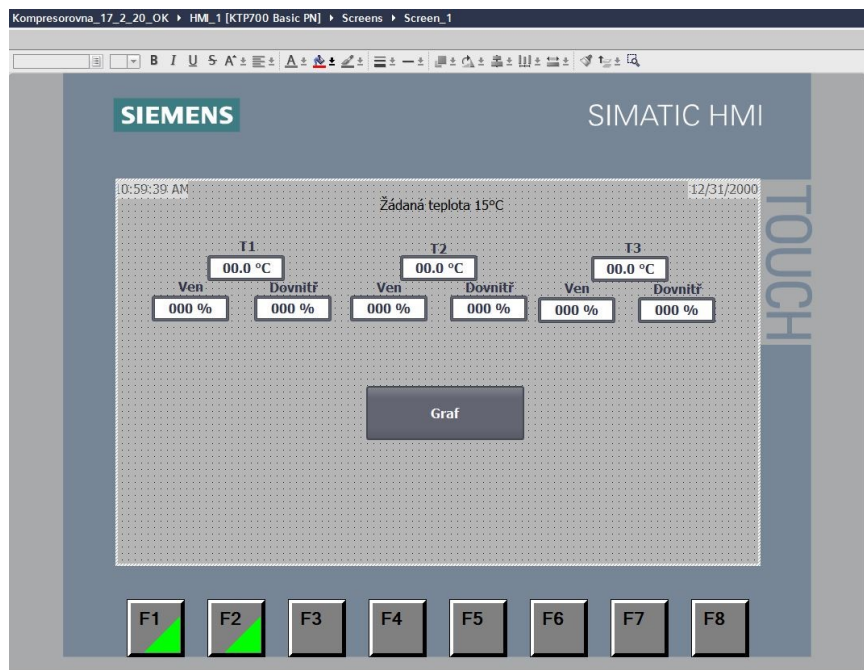 Kompresorovna_17_2_20_OK ▸ HMI_1 [KTP700 Basic PN] ▸ Screens ▸ Screen_1
B I U S A A
SIEMENS SIMATIC HMI
TOUCH
10:59:39 AM 12/31/2000
Žádaná teplota 15°C
T1 T2 T3
00.0 °C 00.0 °C 00.0 °C
Ven Dovnitř Ven Dovnitř Ven Dovnitř
000 % 000 % 000 % 000 % 000 % 000 %
Graf
F1 F2 F3 F4 F5 F6 F7 F8